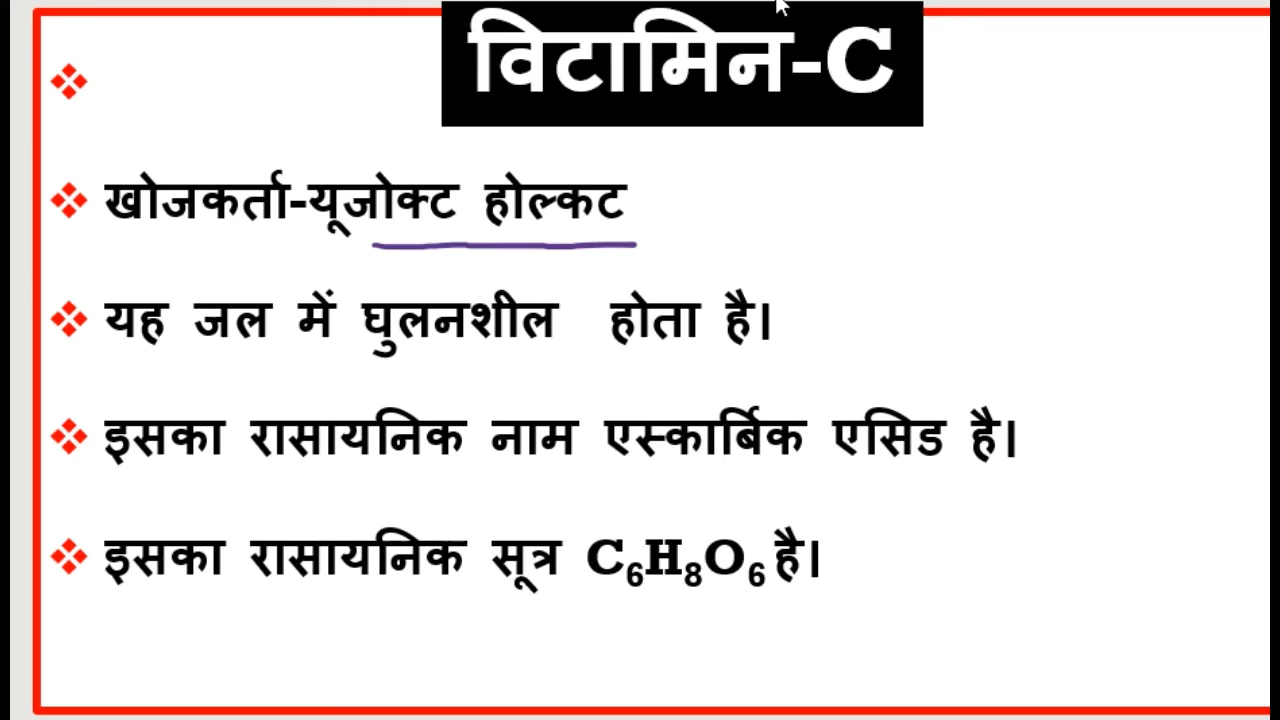 विटामिन-C
खोजकर्ता-यूजोक्ट होल्कट
यह जल में घुलनशील होता है।
इसका रासायनिक नाम एस्कार्बिक एसिड है।
इसका रासायनिक सूत्र C₆H₈O₆ है।